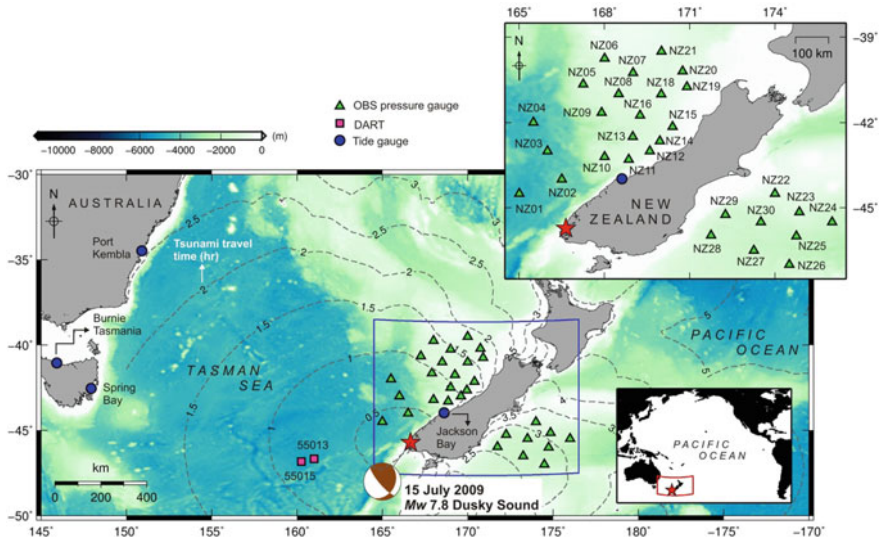 165° 168° 171° 174°
N
-39°
100 km
-42°
-45°
NZ06
NZ21
NZ07
NZ20
NZ05
NZ08
NZ18
NZ19
NZ04
NZ09
NZ16
NZ15
NZ13
NZ14
NZ03
NZ10
NZ12
NZ11
NZ02
NZ01
NEW
ZEALAND
NZ22
NZ29
NZ23
NZ30
NZ24
NZ28
NZ25
NZ27
NZ26
OBS pressure gauge
DART
Tide gauge
(m)
-10000 -8000 -6000 -4000 -2000 0
-30°
-35°
-40°
-45°
-50°
N
AUSTRALIA
Port
Kembla
Tsunami travel
time (hr)
Burnie
Tasmania
Spring
Bay
TASMAN
SEA
PACIFIC
OCEAN
55013
55015
Jackson
Bay
km
0 200 400
15 July 2009
Mw 7.8 Dusky Sound
PACIFIC
OCEAN
145° 150° 155° 160° 165° 170° 175° 180° -175° -170°